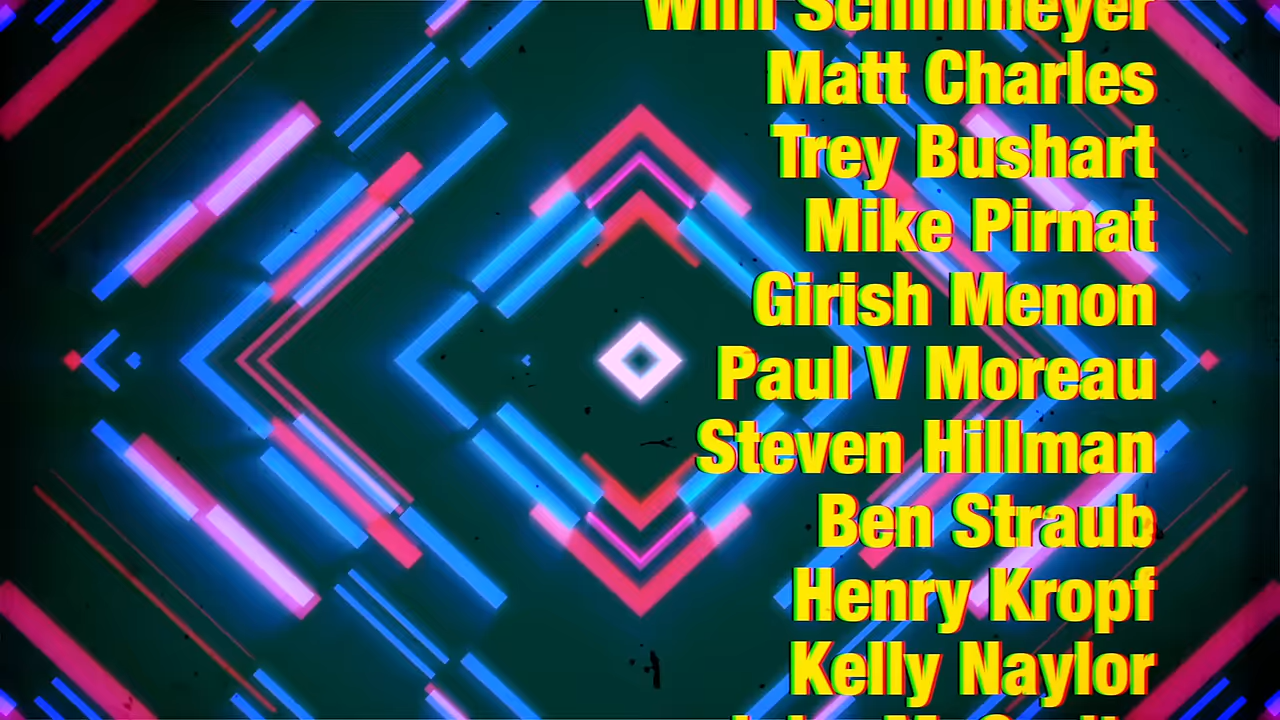 Matt Charles
Trey Bushart
Mike Pirnat
Girish Menon
Paul V Moreau
Steven Hillman
Ben Straub
Henry Kropf
Kelly Naylor